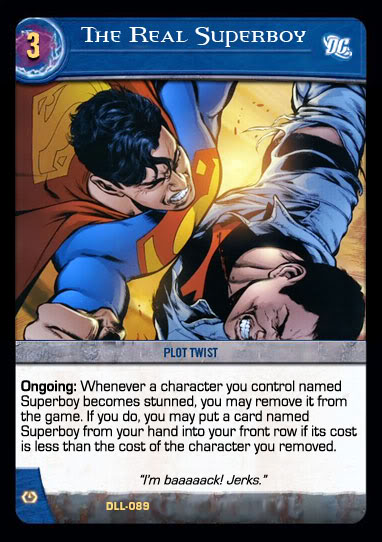 3
The Real Superboy
DC
PLOT TWIST
Ongoing: Whenever a character you control named
Superboy becomes stunned, you may remove it from
the game. If you do, you may put a card named
Superboy from your hand into your front row if its cost
is less than the cost of the character you removed.
"I'm baaaaack! Jerks."
DLL-089